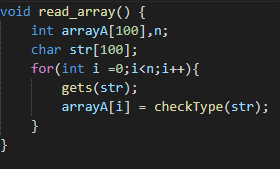 void read_array() {
    int arrayA[100],n;
    char str[100];
    for(int i =0;i<n;i++){
        gets(str);
        arrayA[i] = checkType(str);
    }
}